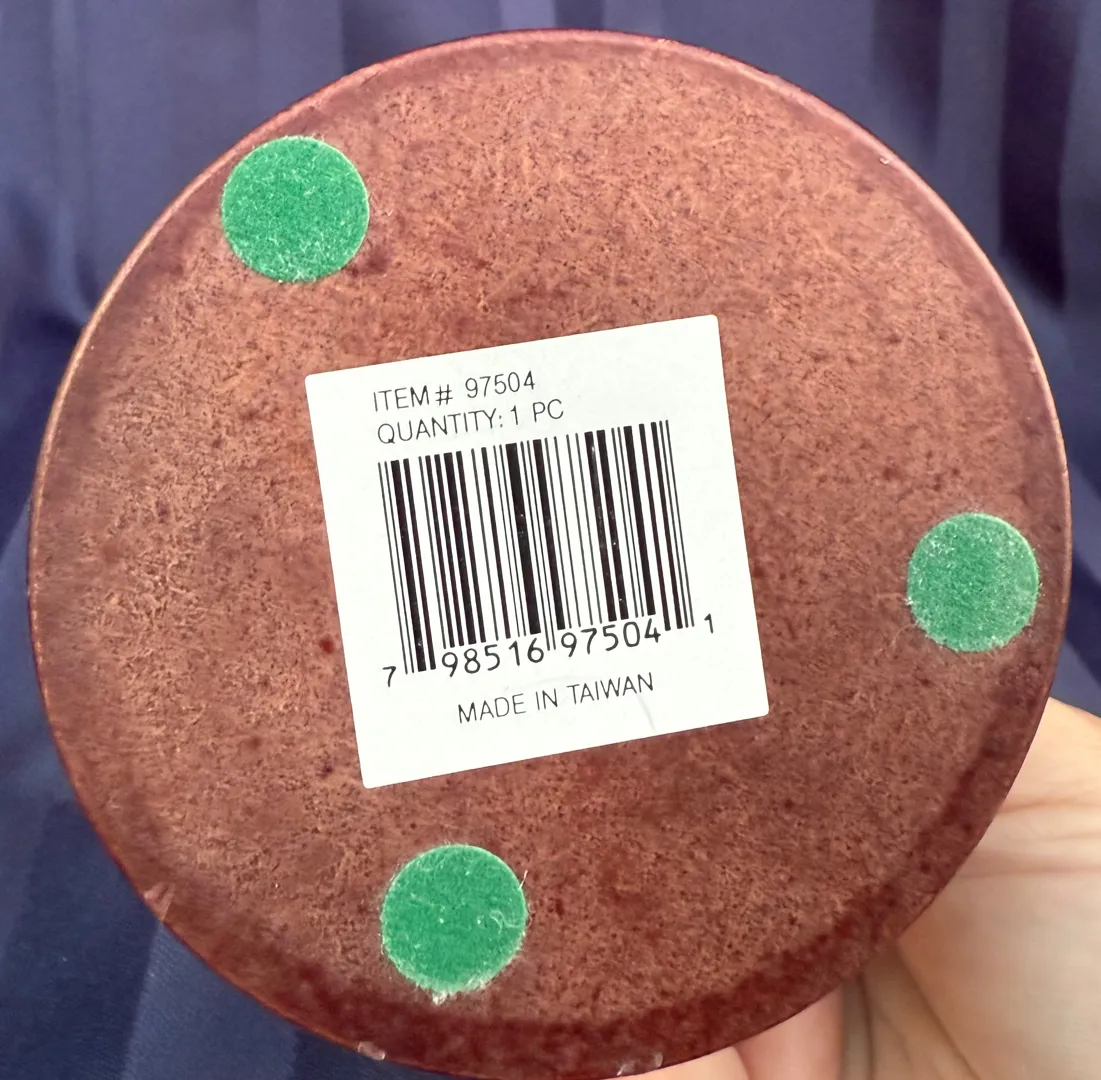 ITEM# 97504
QUANTITY: 1 PC
7 98516 97504 1
MADE IN TAIWAN